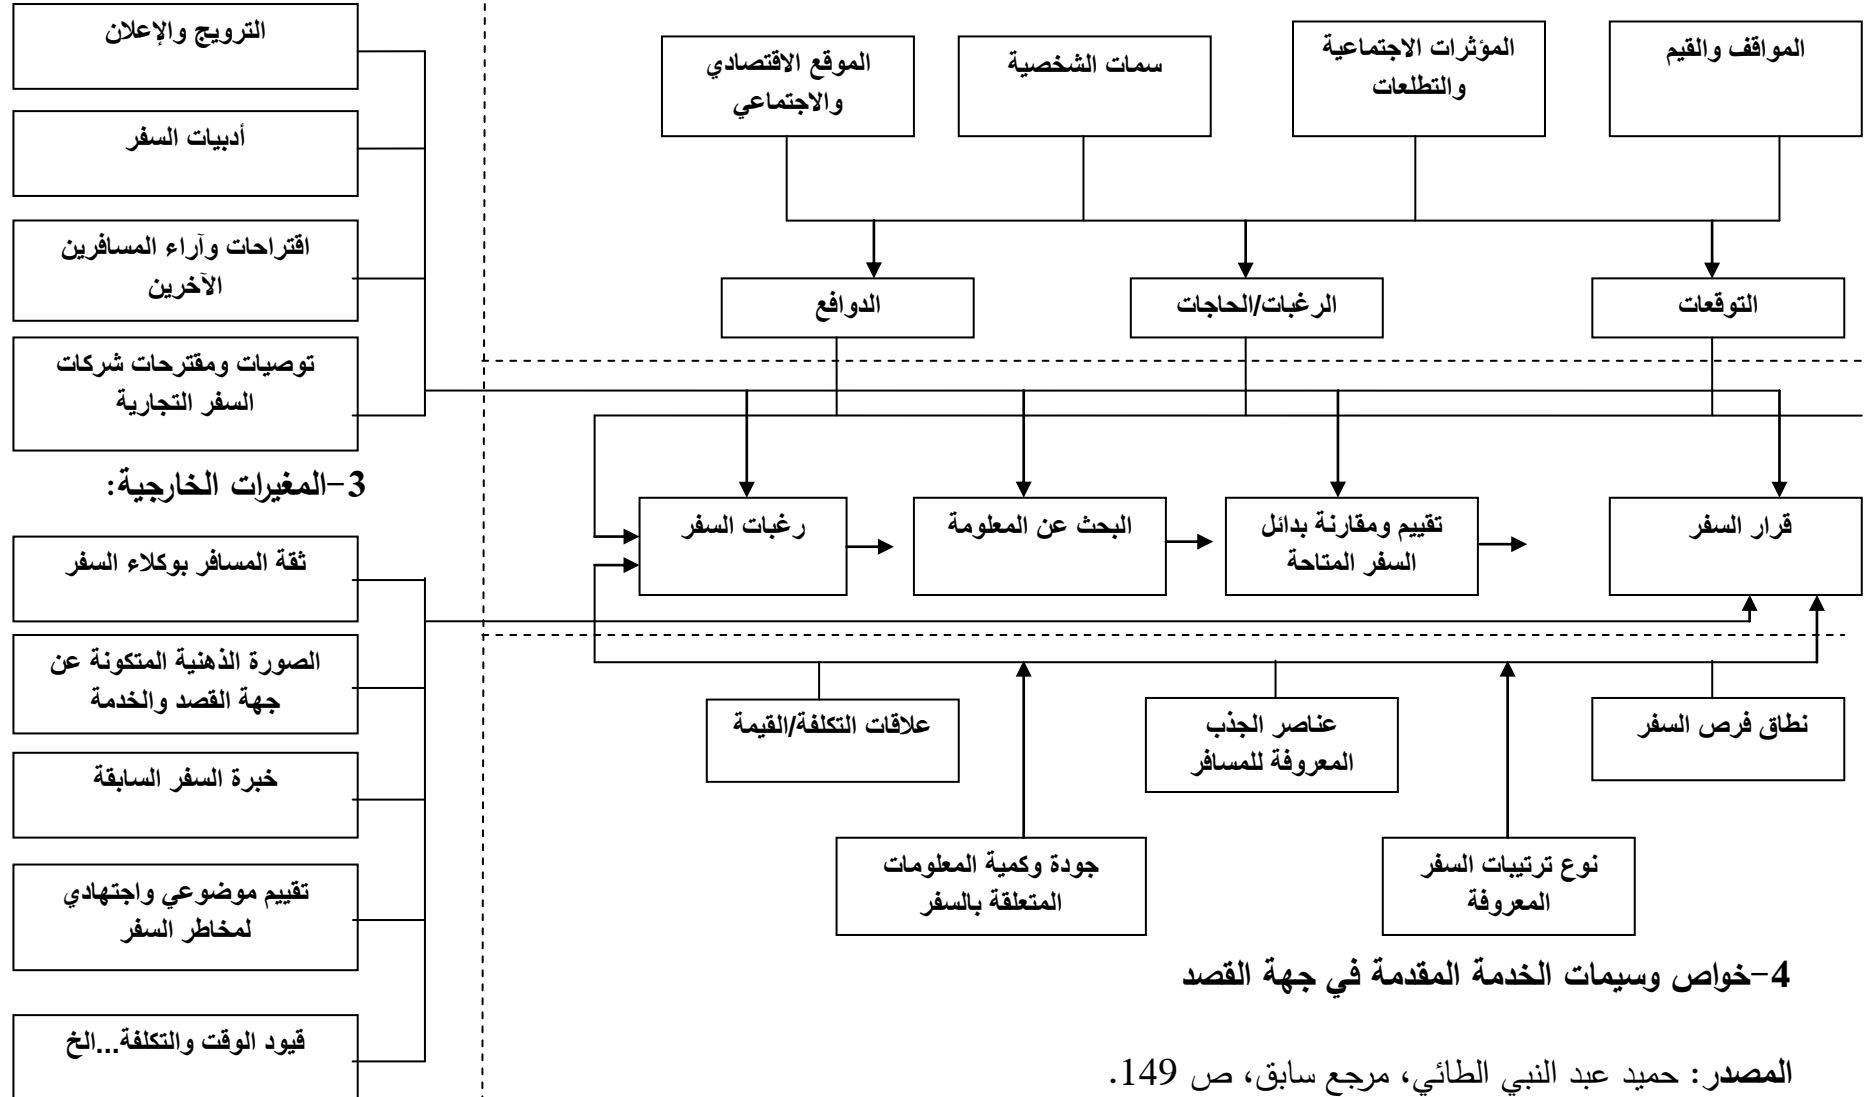 الترويج والإعلان
أدبيات السفر
اقتراحات وآراء المسافرين
الآخرين
توصيات ومقترحات شركات
السفر التجارية
المواقف والقيم
المؤثرات الاجتماعية
والتطلعات
سمات الشخصية
الموقع الاقتصادي
والاجتماعي
التوقعات
الرغبات/الحاجات
الدوافع
3-المغيرات الخارجية:
رغبات السفر
البحث عن المعلومة
تقييم ومقارنة بدائل
السفر المتاحة
قرار السفر
ثقة المسافر بوكلاء السفر
الصورة الذهنية المتكونة عن
جهة القصد والخدمة
خبرة السفر السابقة
تقييم موضوعي واجتهادي
لمخاطر السفر
قيود الوقت والتكلفة...الخ
نطاق فرص السفر
عناصر الجذب
المعروفة للمسافر
علاقات التكلفة/القيمة
نوع ترتيبات السفر
المعروفة
جودة وكمية المعلومات
المتعلقة بالسفر
4-خواص وسيمات الخدمة المقدمة في جهة القصد
المصدر: حميد عبد النبي الطائي، مرجع سابق، ص 149.